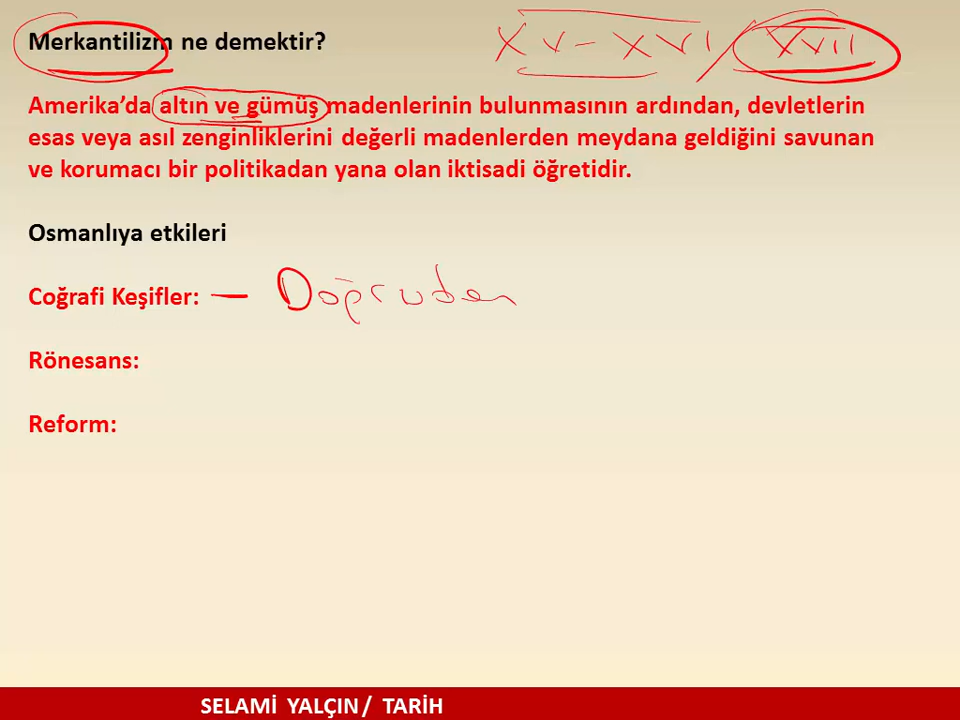 Merkantilizm ne demektir? XV - XVI / XVII
Amerika'da altın ve gümüş madenlerinin bulunmasının ardından, devletlerin
esas veya asıl zenginliklerini değerli madenlerden meydana geldiğini savunan
ve korumacı bir politikadan yana olan iktisadi öğretidir.
Osmanlıya etkileri
Coğrafi Keşifler: — Doğruden
Rönesans:
Reform:
SELAMİ YALÇIN / TARİH